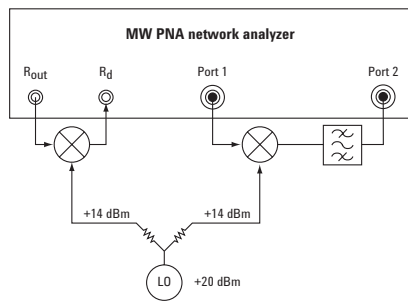 MW PNA network analyzer
Rout Rd Port 1 Port 2
+14 dBm +14 dBm
LO +20 dBm